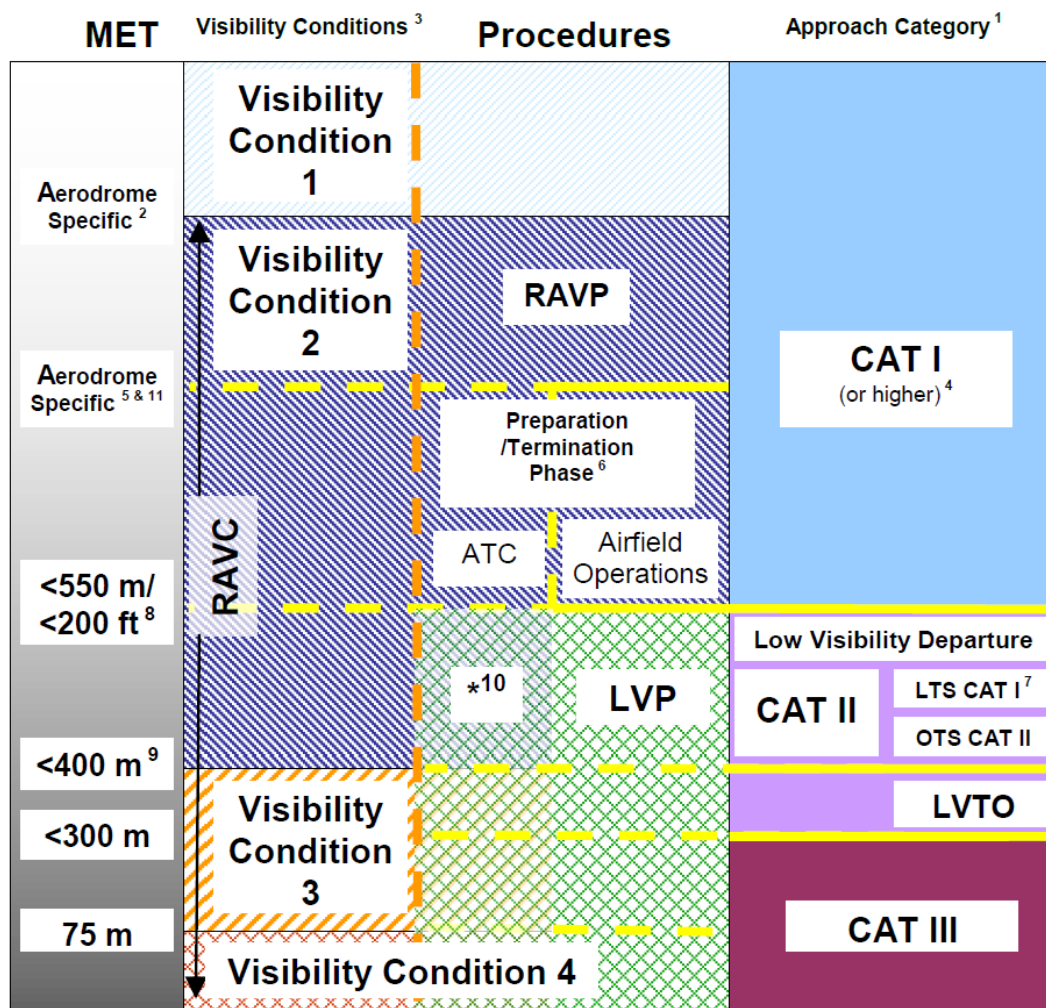 MET
Visibility Conditions 3
Procedures
Approach Category 1
Visibility
Condition
1
Aerodrome
Specific 2
Visibility
Condition
2
RAVP
CAT I
(or higher) 4
Aerodrome
Specific 5 & 11
Preparation
/Termination
Phase 6
RAVC
ATC
Airfield
Operations
<550 m/
<200 ft 8
Low Visibility Departure
*10
LVP
CAT II
LTS CAT I 7
OTS CAT II
<400 m 9
Visibility
Condition
3
LVTO
<300 m
75 m
CAT III
Visibility Condition 4